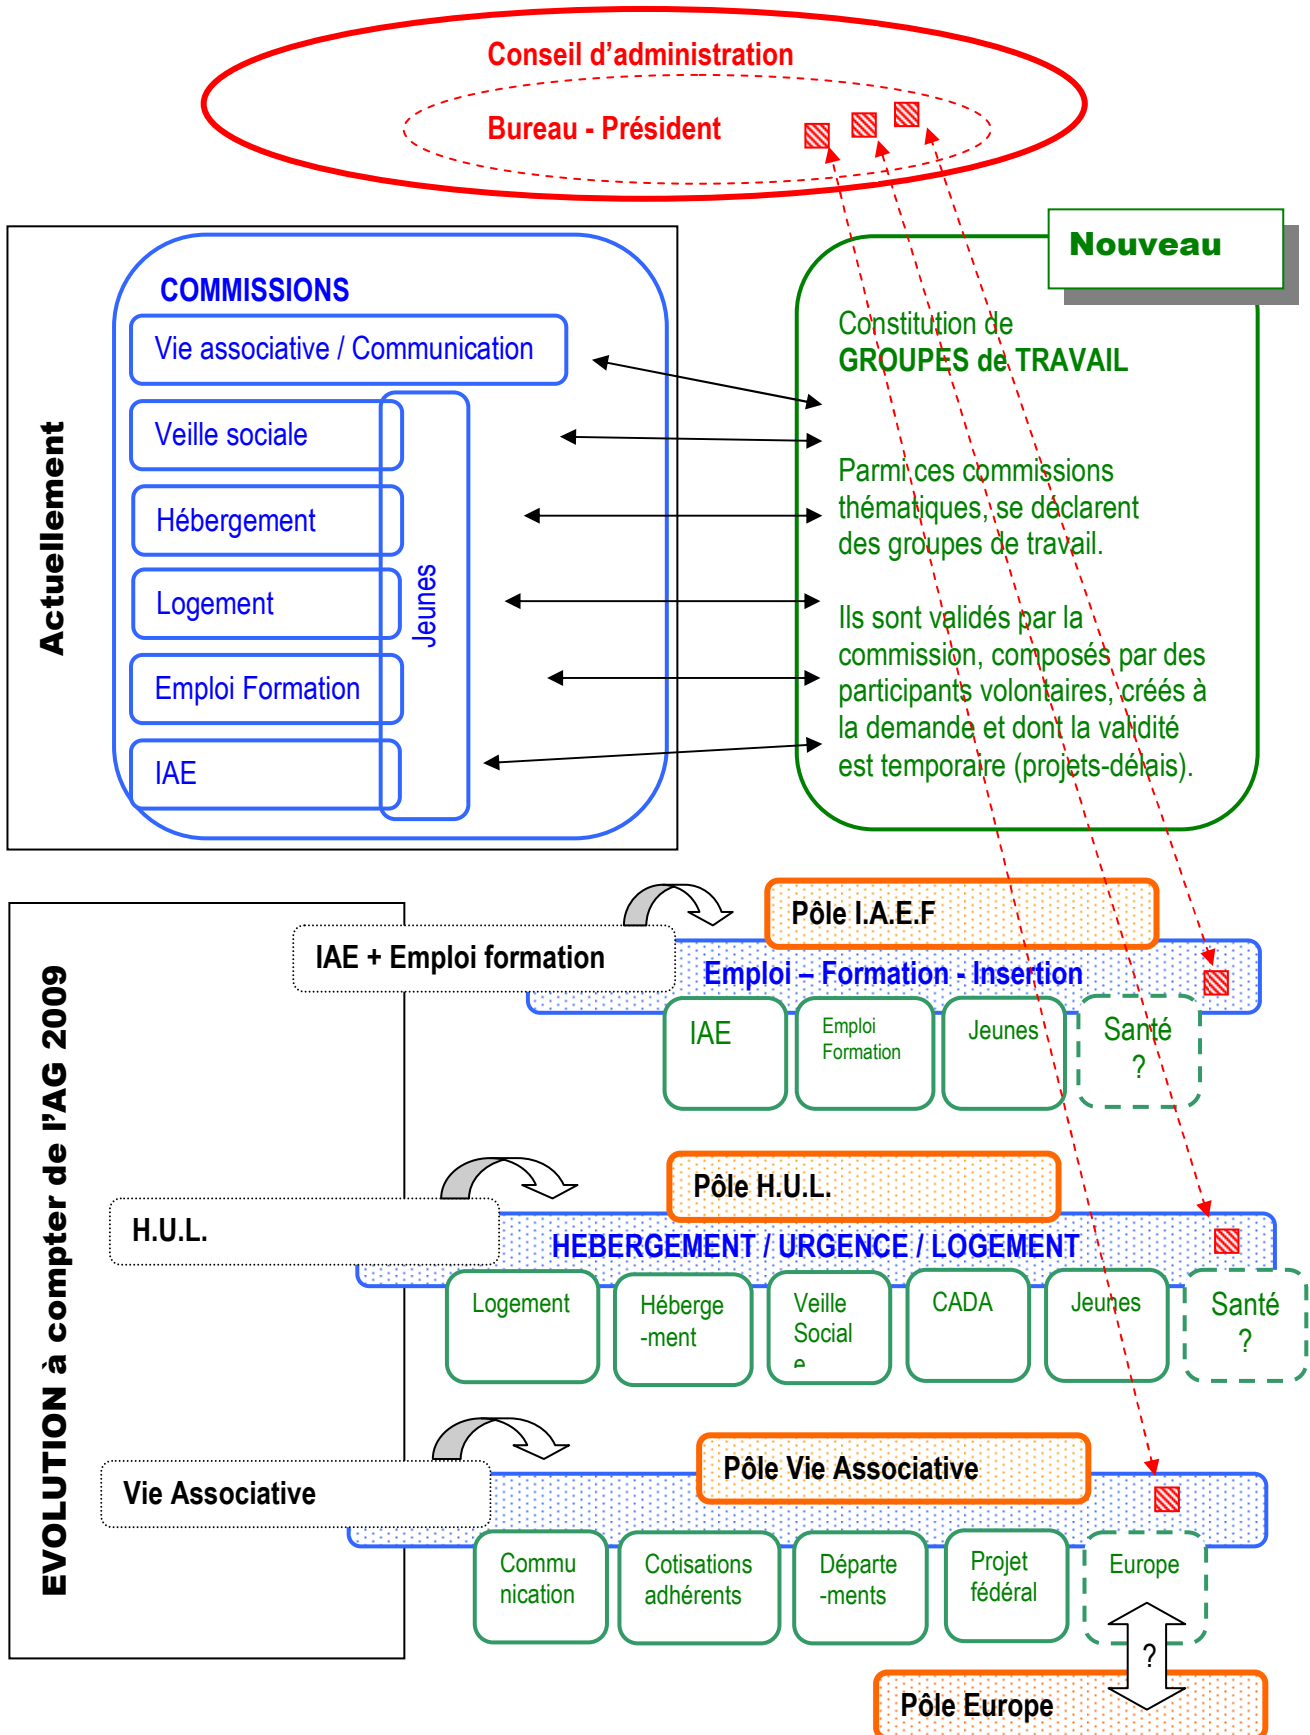 Conseil d’administration
Bureau - Président
Nouveau
Actuellement
COMMISSIONS
Vie associative / Communication
Veille sociale
Hébergement
Logement
Emploi Formation
IAE
Jeunes
Constitution de
GROUPES de TRAVAIL
Parmi ces commissions
thématiques, se déclarent
des groupes de travail.
Ils sont validés par la
commission, composés par des
participants volontaires, créés à
la demande et dont la validité
est temporaire (projets-délais).
EVOLUTION à compter de l’AG 2009
Pôle I.A.E.F
IAE + Emploi formation
Emploi – Formation - Insertion
IAE
Emploi
Formation
Jeunes
Santé
?
Pôle H.U.L.
H.U.L.
HEBERGEMENT / URGENCE / LOGEMENT
Logement
Héberge
-ment
Veille
Social
e
CADA
Jeunes
Santé
?
Pôle Vie Associative
Vie Associative
Commu
nication
Cotisations
adhérents
Départe
-ments
Projet
fédéral
Europe
?
Pôle Europe